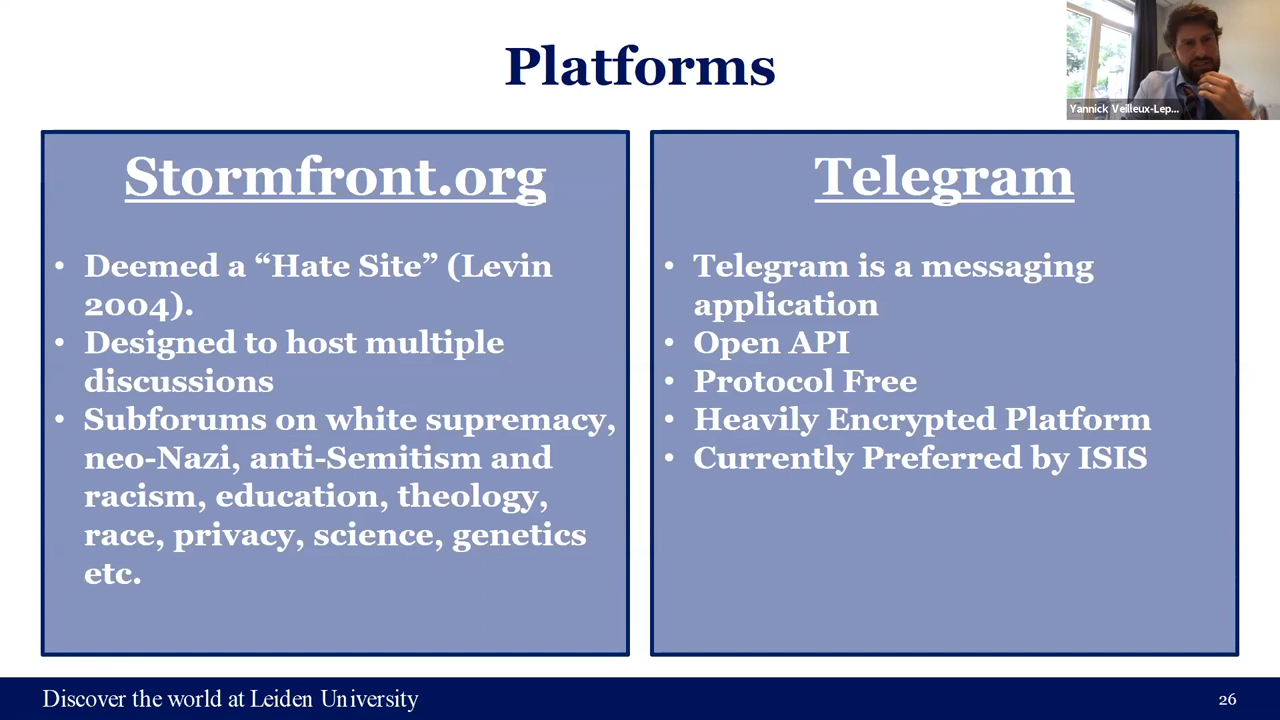 Platforms
Yannick Veilleux-Lep...
Stormfront.org
• Deemed a “Hate Site” (Levin
2004).
• Designed to host multiple
discussions
• Subforums on white supremacy,
neo-Nazi, anti-Semitism and
racism, education, theology,
race, privacy, science, genetics
etc.
Telegram
• Telegram is a messaging
application
• Open API
• Protocol Free
• Heavily Encrypted Platform
• Currently Preferred by ISIS
Discover the world at Leiden University
26